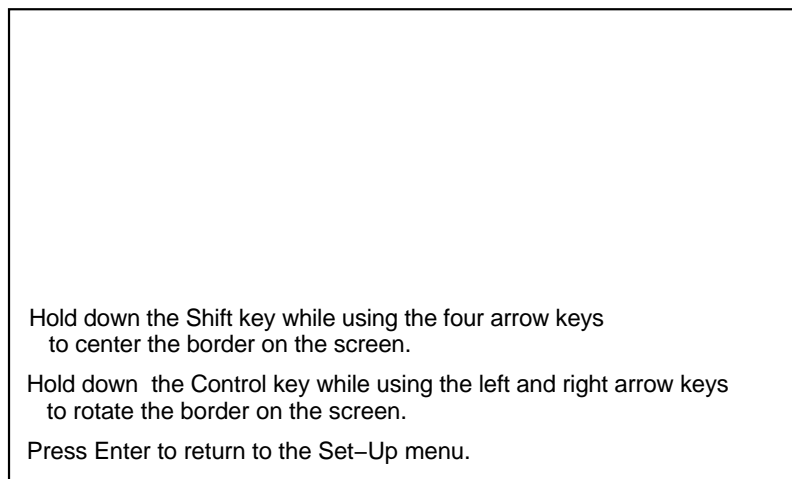 Hold down the Shift key while using the four arrow keys
to center the border on the screen.
Hold down the Control key while using the left and right arrow keys
to rotate the border on the screen.
Press Enter to return to the Set–Up menu.